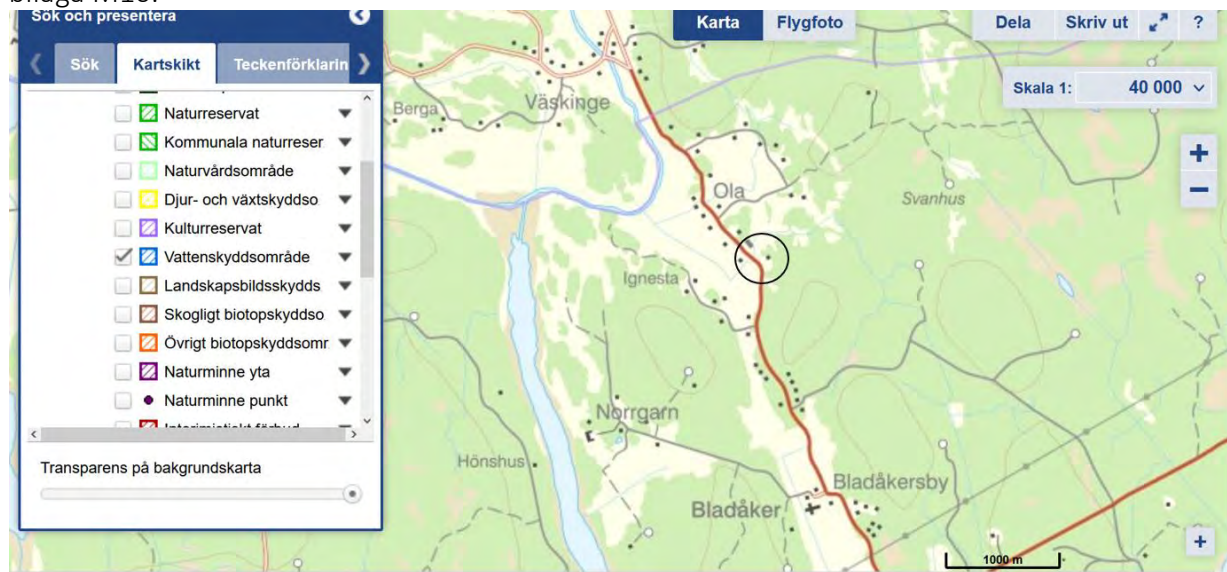 Sök och presentera
Sök
Kartskikt
Teckenförklarin
Naturreservat
Kommunala naturreser
Naturvårdsområde
Djur- och växtskyddso
Kulturreservat
Vattenskyddsområde
Landskapsbildsskydds
Skogligt biotopskyddso
Övrigt biotopskyddsomr
Naturminne yta
Naturminne punkt
Transparens på bakgrundskarta
Karta
Flygfoto
Dela
Skriv ut
?
Skala 1: 40 000
+
−
Berga
Väskinge
Ola
Svanhus
Ignesta
Norrgarn
Hönshus
Bladåker
Bladåkersby
1000 m
+